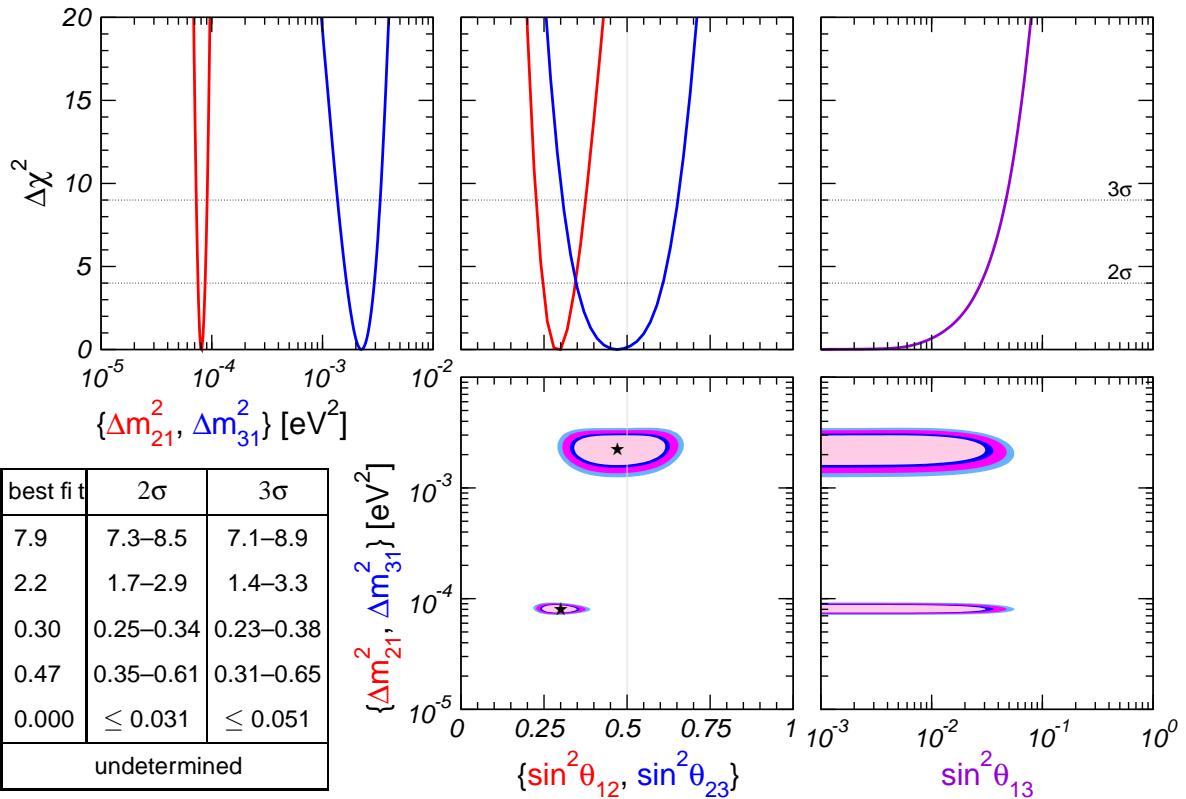 20
15
10
5
0
Δχ²
3σ
2σ
10⁻⁵ 10⁻⁴ 10⁻³ 10⁻²
{Δm²₂₁, Δm²₃₁} [eV²]
best fi t 2σ 3σ
7.9 7.3–8.5 7.1–8.9
2.2 1.7–2.9 1.4–3.3
0.30 0.25–0.34 0.23–0.38
0.47 0.35–0.61 0.31–0.65
0.000 ≤ 0.031 ≤ 0.051
undetermined
10⁻³
10⁻⁴
10⁻⁵
{Δm²₂₁, Δm²₃₁} [eV²]
0 0.25 0.5 0.75 1
{sin²θ₁₂, sin²θ₂₃}
10⁻³ 10⁻² 10⁻¹ 10⁰
sin²θ₁₃